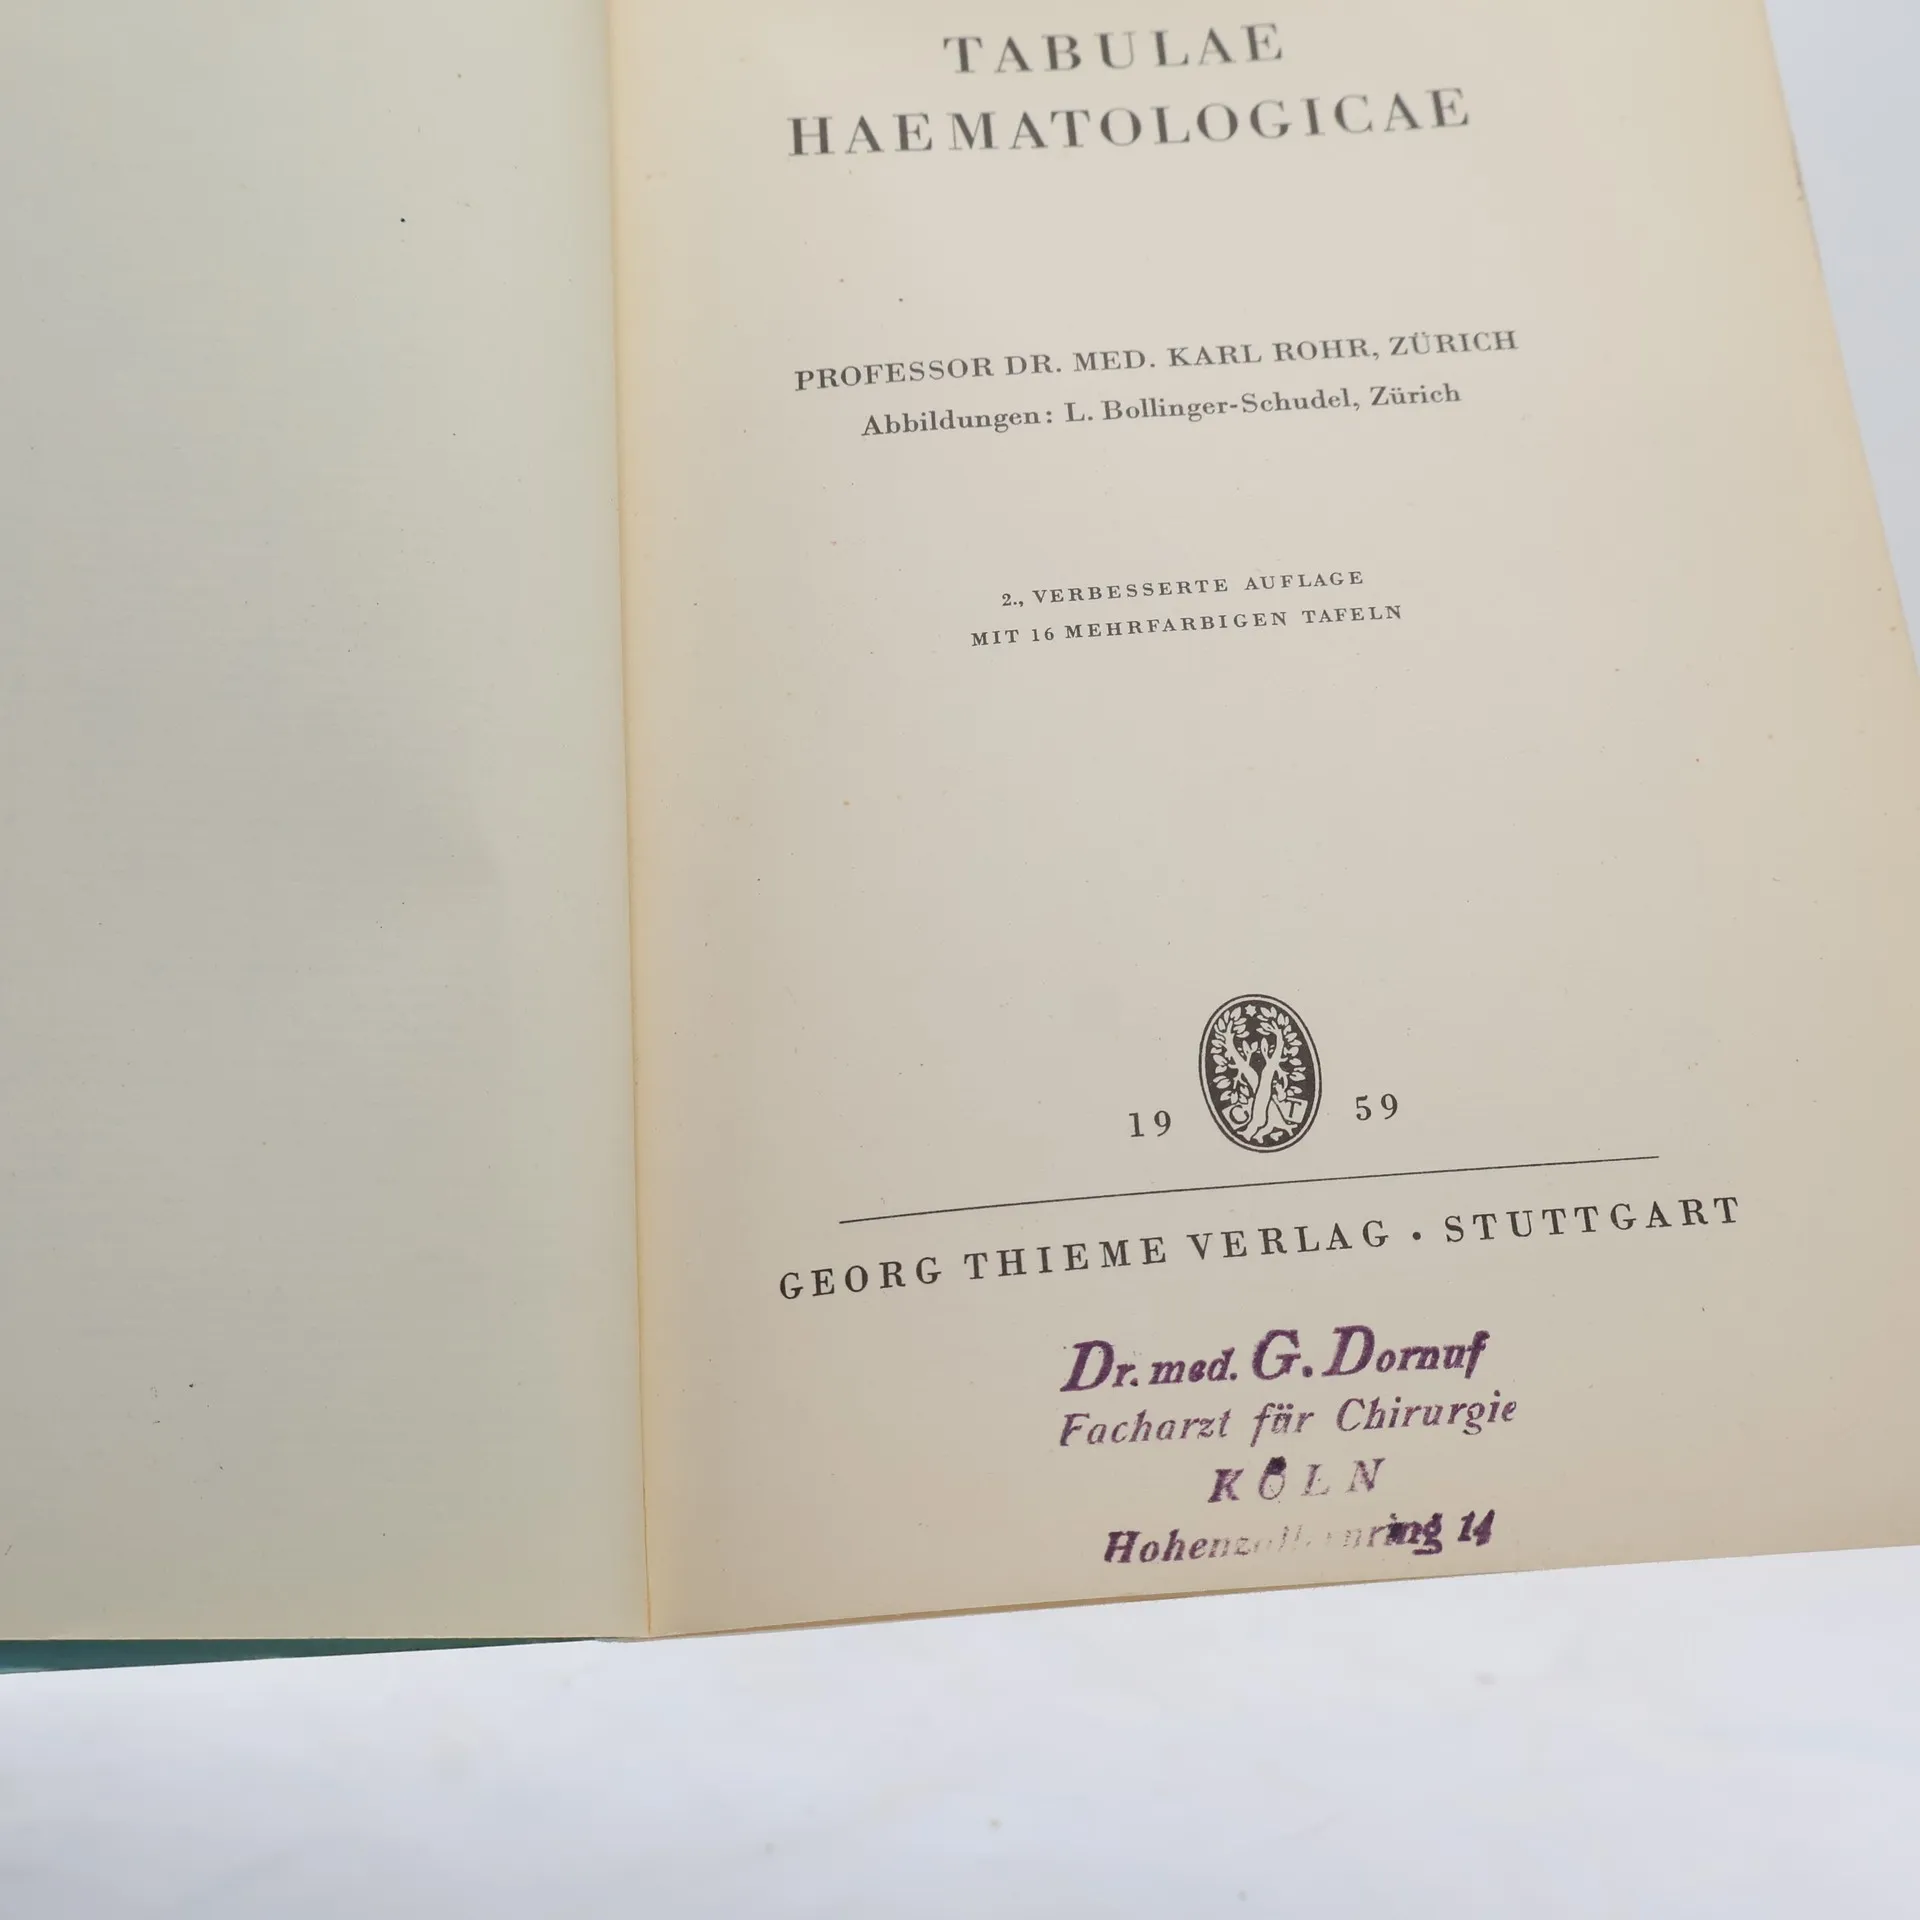 TABULAE
HAEMATOLOGICAE
PROFESSOR DR. MED. KARL ROHR, ZÜRICH
Abbildungen: L. Bollinger-Schudel, Zürich
2., VERBESSERTE AUFLAGE
MIT 16 MEHRFARBIGEN TAFELN
G T
19 59
GEORG THIEME VERLAG · STUTTGART
Dr. med. G. Dornuf
Facharzt für Chirurgie
KÖLN
14